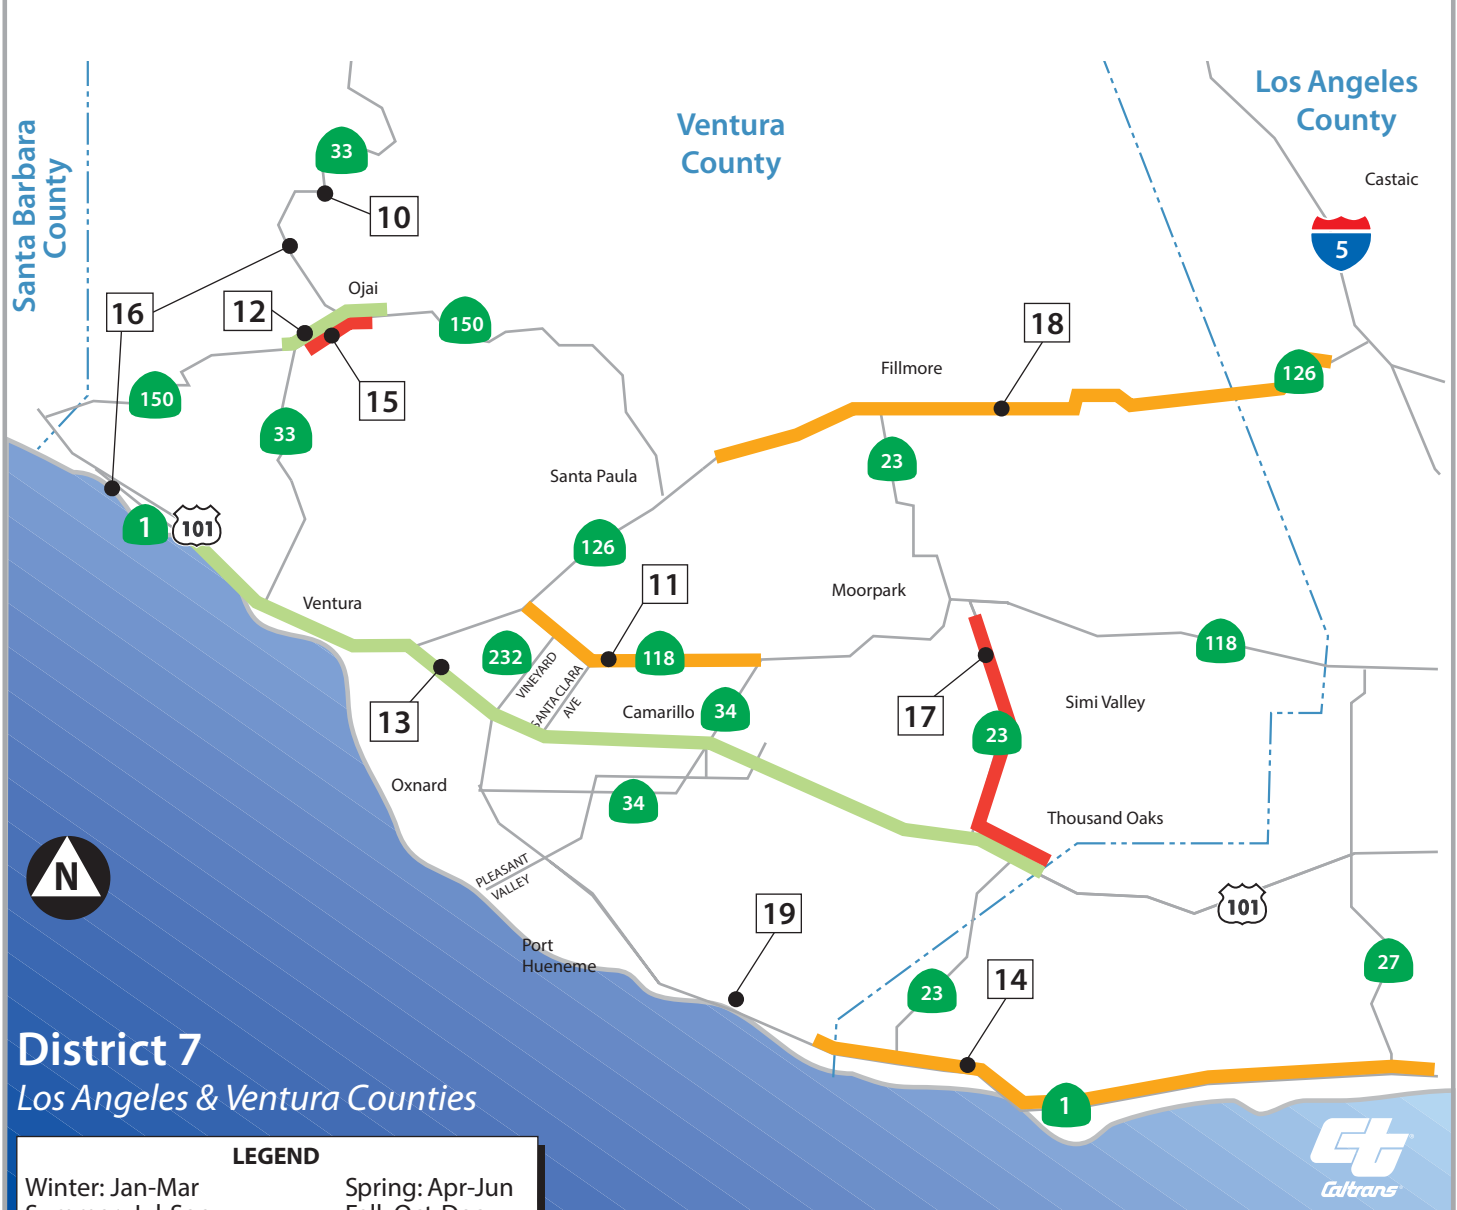 Santa Barbara
County
Ventura
County
Los Angeles
County
Castaic
5
33
10
16
12
Ojai
150
15
150
33
18
Fillmore
126
23
Santa Paula
126
1
101
Ventura
11
Moorpark
118
232
VINEYARD
SANTA CLARA
AVE
118
13
Camarillo
34
17
Simi Valley
23
Oxnard
34
Thousand Oaks
PLEASANT
VALLEY
N
101
19
Port
Hueneme
23
14
27
1
District 7
Los Angeles & Ventura Counties
LEGEND
Winter: Jan-Mar Spring: Apr-Jun
Caltrans